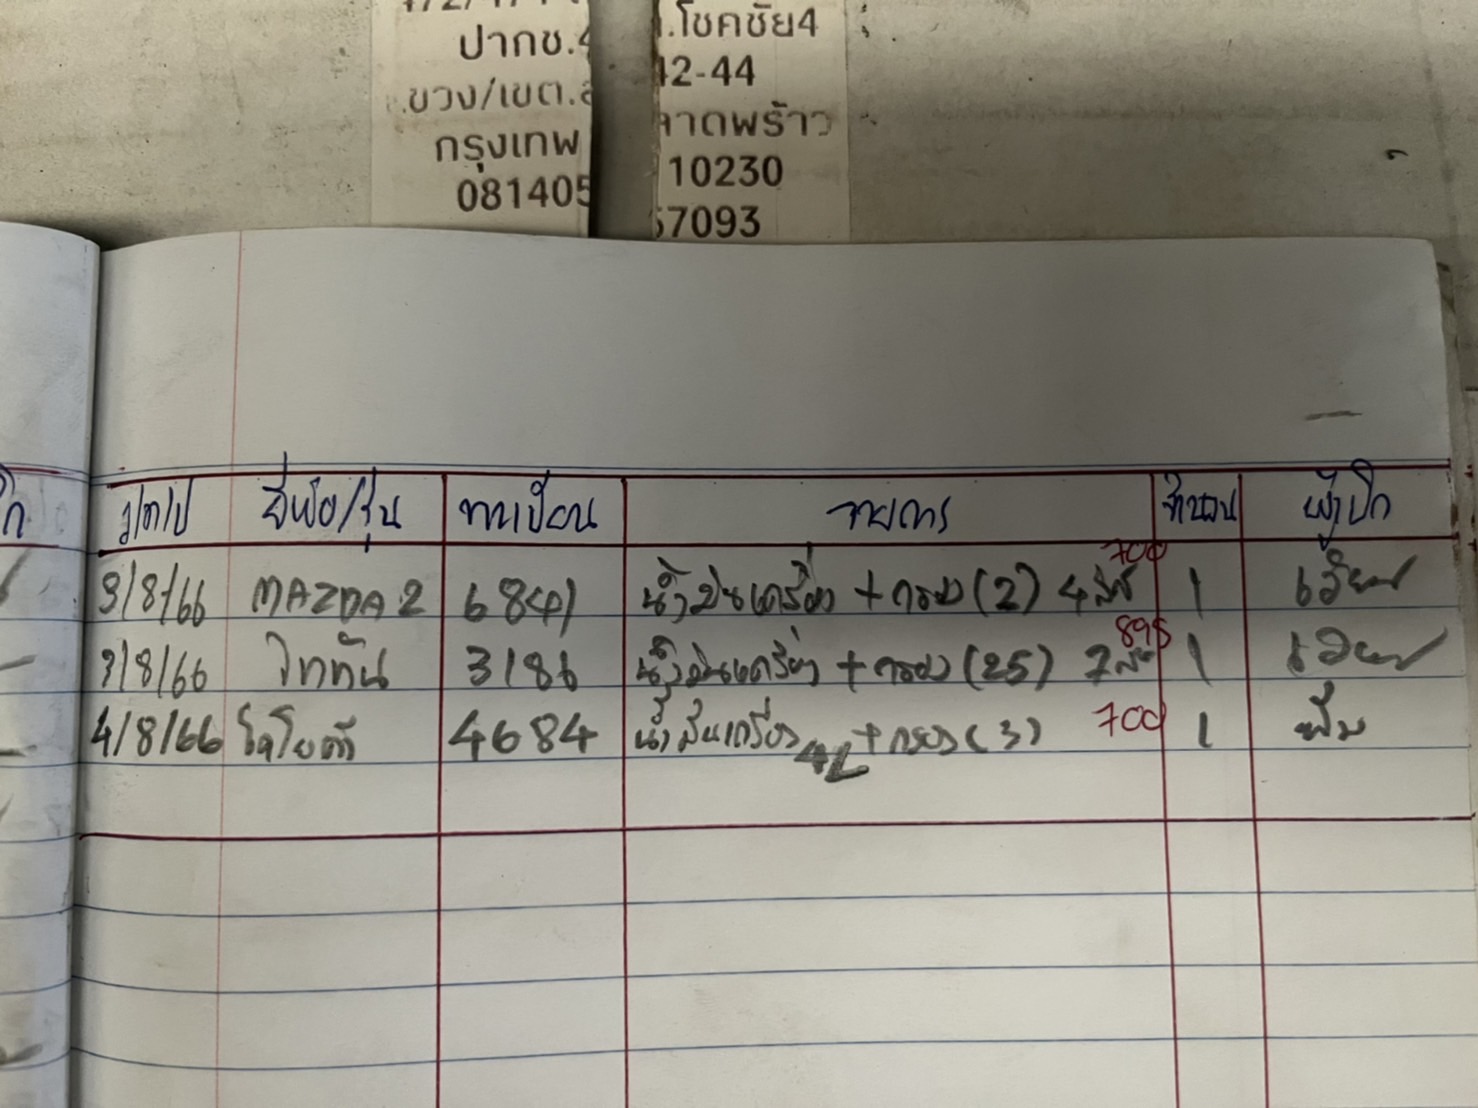 ปากช.4
.โชคชัย4
42-44
.ขวง/เขต.ล
ลาดพร้าว
กรุงเทพ
10230
081405
57093
ว/ด/ป ยี่ห้อ/รุ่น ทะเบียน รายการ จำนวน ผู้เบิก
3/8/66 MAZDA 2 6841 น้ำมันเครื่อง + กรอง (2) 4 ลิตร 700 1
3/8/66 ไททัน 3186 น้ำมันเครื่อง + กรอง (25) 7 ลิตร 895 1
4/8/66 โตโยต้า 4684 น้ำมันเครื่อง 4L + กรอง (3) 700 1